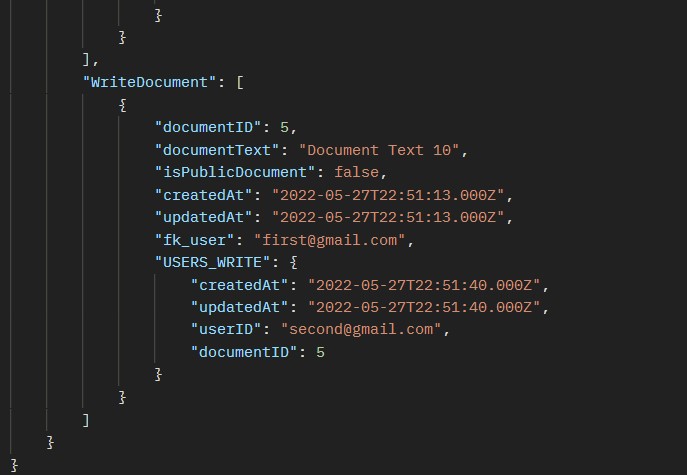 }
}
],
"WriteDocument": [
{
"documentID": 5,
"documentText": "Document Text 10",
"isPublicDocument": false,
"createdAt": "2022-05-27T22:51:13.000Z",
"updatedAt": "2022-05-27T22:51:13.000Z",
"fk_user": "first@gmail.com",
"USERS_WRITE": {
"createdAt": "2022-05-27T22:51:40.000Z",
"updatedAt": "2022-05-27T22:51:40.000Z",
"userID": "second@gmail.com",
"documentID": 5
}
}
]
}
}